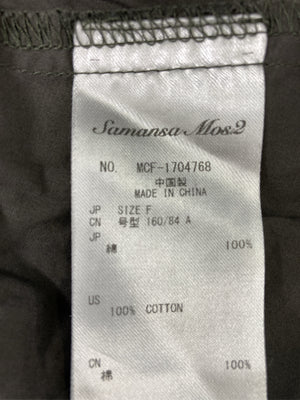 Samansa Mos2
NO. MCF-1704768
中国製
MADE IN CHINA
JP SIZE F
CN 号型 160/84 A
JP
綿 100%
US
100% COTTON
CN
棉 100%